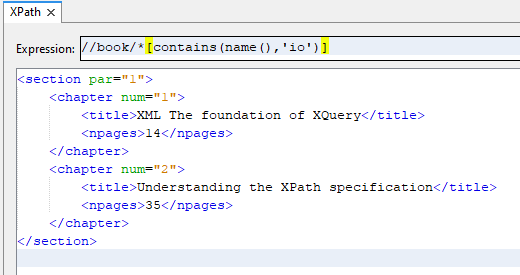 XPath ×
Expression: //book/*[contains(name(),'io')]
<section par="1">
    <chapter num="1">
        <title>XML The foundation of XQuery</title>
        <npages>14</npages>
    </chapter>
    <chapter num="2">
        <title>Understanding the XPath specification</title>
        <npages>35</npages>
    </chapter>
</section>